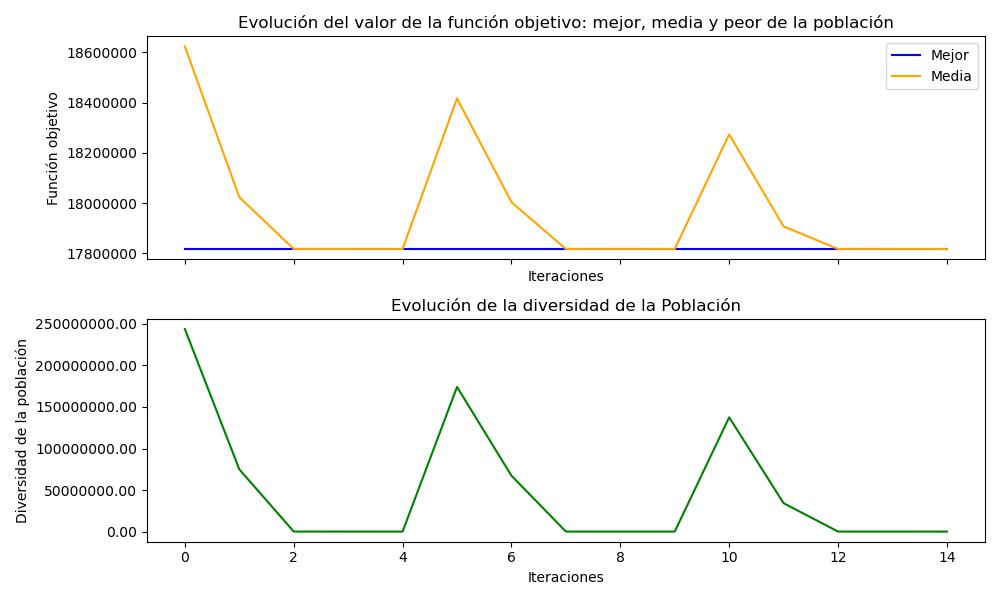 Evolución del valor de la función objetivo: mejor, media y peor de la población
Función objetivo
18600000
18400000
18200000
18000000
17800000
Mejor
Media
Iteraciones
Evolución de la diversidad de la Población
Diversidad de la población
250000000.00
200000000.00
150000000.00
100000000.00
50000000.00
0.00
0 2 4 6 8 10 12 14
Iteraciones